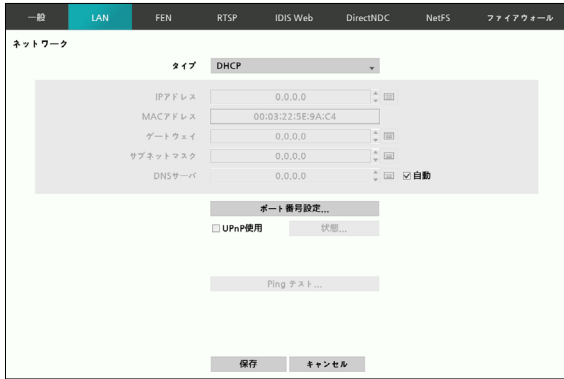 一般 LAN FEN RTSP IDIS Web DirectNDC NetFS ファイアウォール
ネットワーク
タイプ DHCP
IPアドレス 0.0.0.0
MACアドレス 00:03:22:5E:9A:C4
ゲートウェイ 0.0.0.0
サブネットマスク 0.0.0.0
DNSサーバ 0.0.0.0 自動
ポート番号設定...
UPnP使用 状態...
Ping テスト...
保存 キャンセル